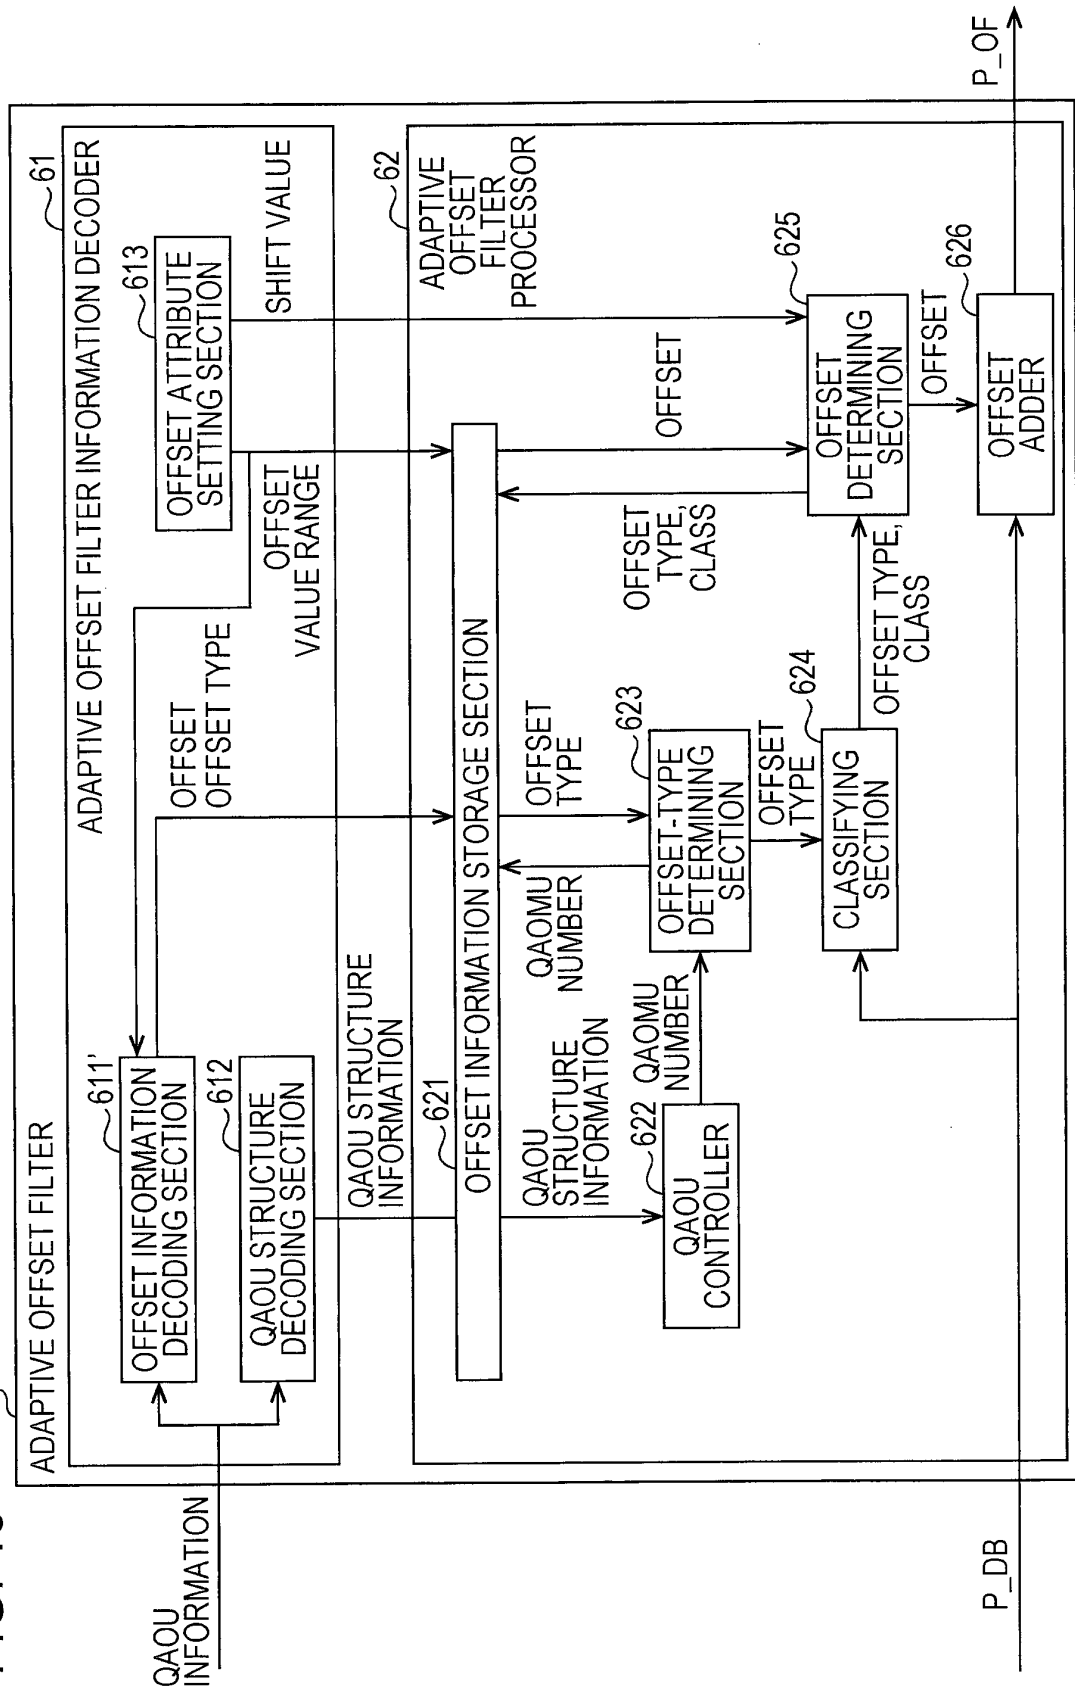 ADAPTIVE OFFSET FILTER
ADAPTIVE OFFSET FILTER INFORMATION DECODER
61
QAOU
INFORMATION
611'
OFFSET INFORMATION
DECODING SECTION
612
QAOU STRUCTURE
DECODING SECTION
613
OFFSET ATTRIBUTE
SETTING SECTION
OFFSET
OFFSET TYPE
OFFSET
VALUE RANGE
SHIFT VALUE
QAOU STRUCTURE
INFORMATION
62
ADAPTIVE
OFFSET
FILTER
PROCESSOR
621
OFFSET INFORMATION STORAGE SECTION
QAOU
STRUCTURE
INFORMATION
QAOMU
NUMBER
OFFSET
TYPE
OFFSET
TYPE,
CLASS
OFFSET
622
QAOU
CONTROLLER
QAOMU
NUMBER
623
OFFSET-TYPE
DETERMINING
SECTION
OFFSET
TYPE
624
CLASSIFYING
SECTION
OFFSET TYPE,
CLASS
625
OFFSET
DETERMINING
SECTION
OFFSET
626
OFFSET
ADDER
P_DB
P_OF